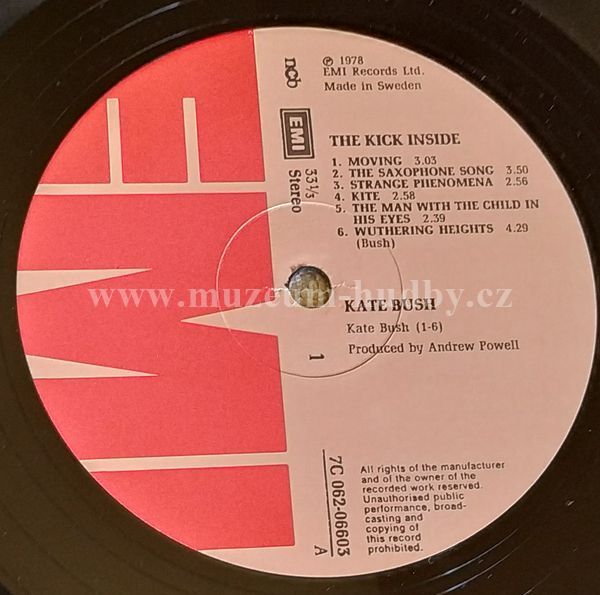 ℗ 1978
EMI Records Ltd.
Made in Sweden
ncb
EMI
33 1/3
Stereo
THE KICK INSIDE
1. MOVING 3.03
2. THE SAXOPHONE SONG 3.50
3. STRANGE PHENOMENA 2.56
4. KITE 2.58
5. THE MAN WITH THE CHILD IN
HIS EYES 2.39
6. WUTHERING HEIGHTS 4.29
(Bush)
www.muzeum-hudby.cz
KATE BUSH
Kate Bush (1-6)
Produced by Andrew Powell
1
7C 062-06603
A
All rights of the manufacturer
and of the owner of the
recorded work reserved.
Unauthorised public
performance, broad-
casting and
copying of
this record
prohibited.
EMI